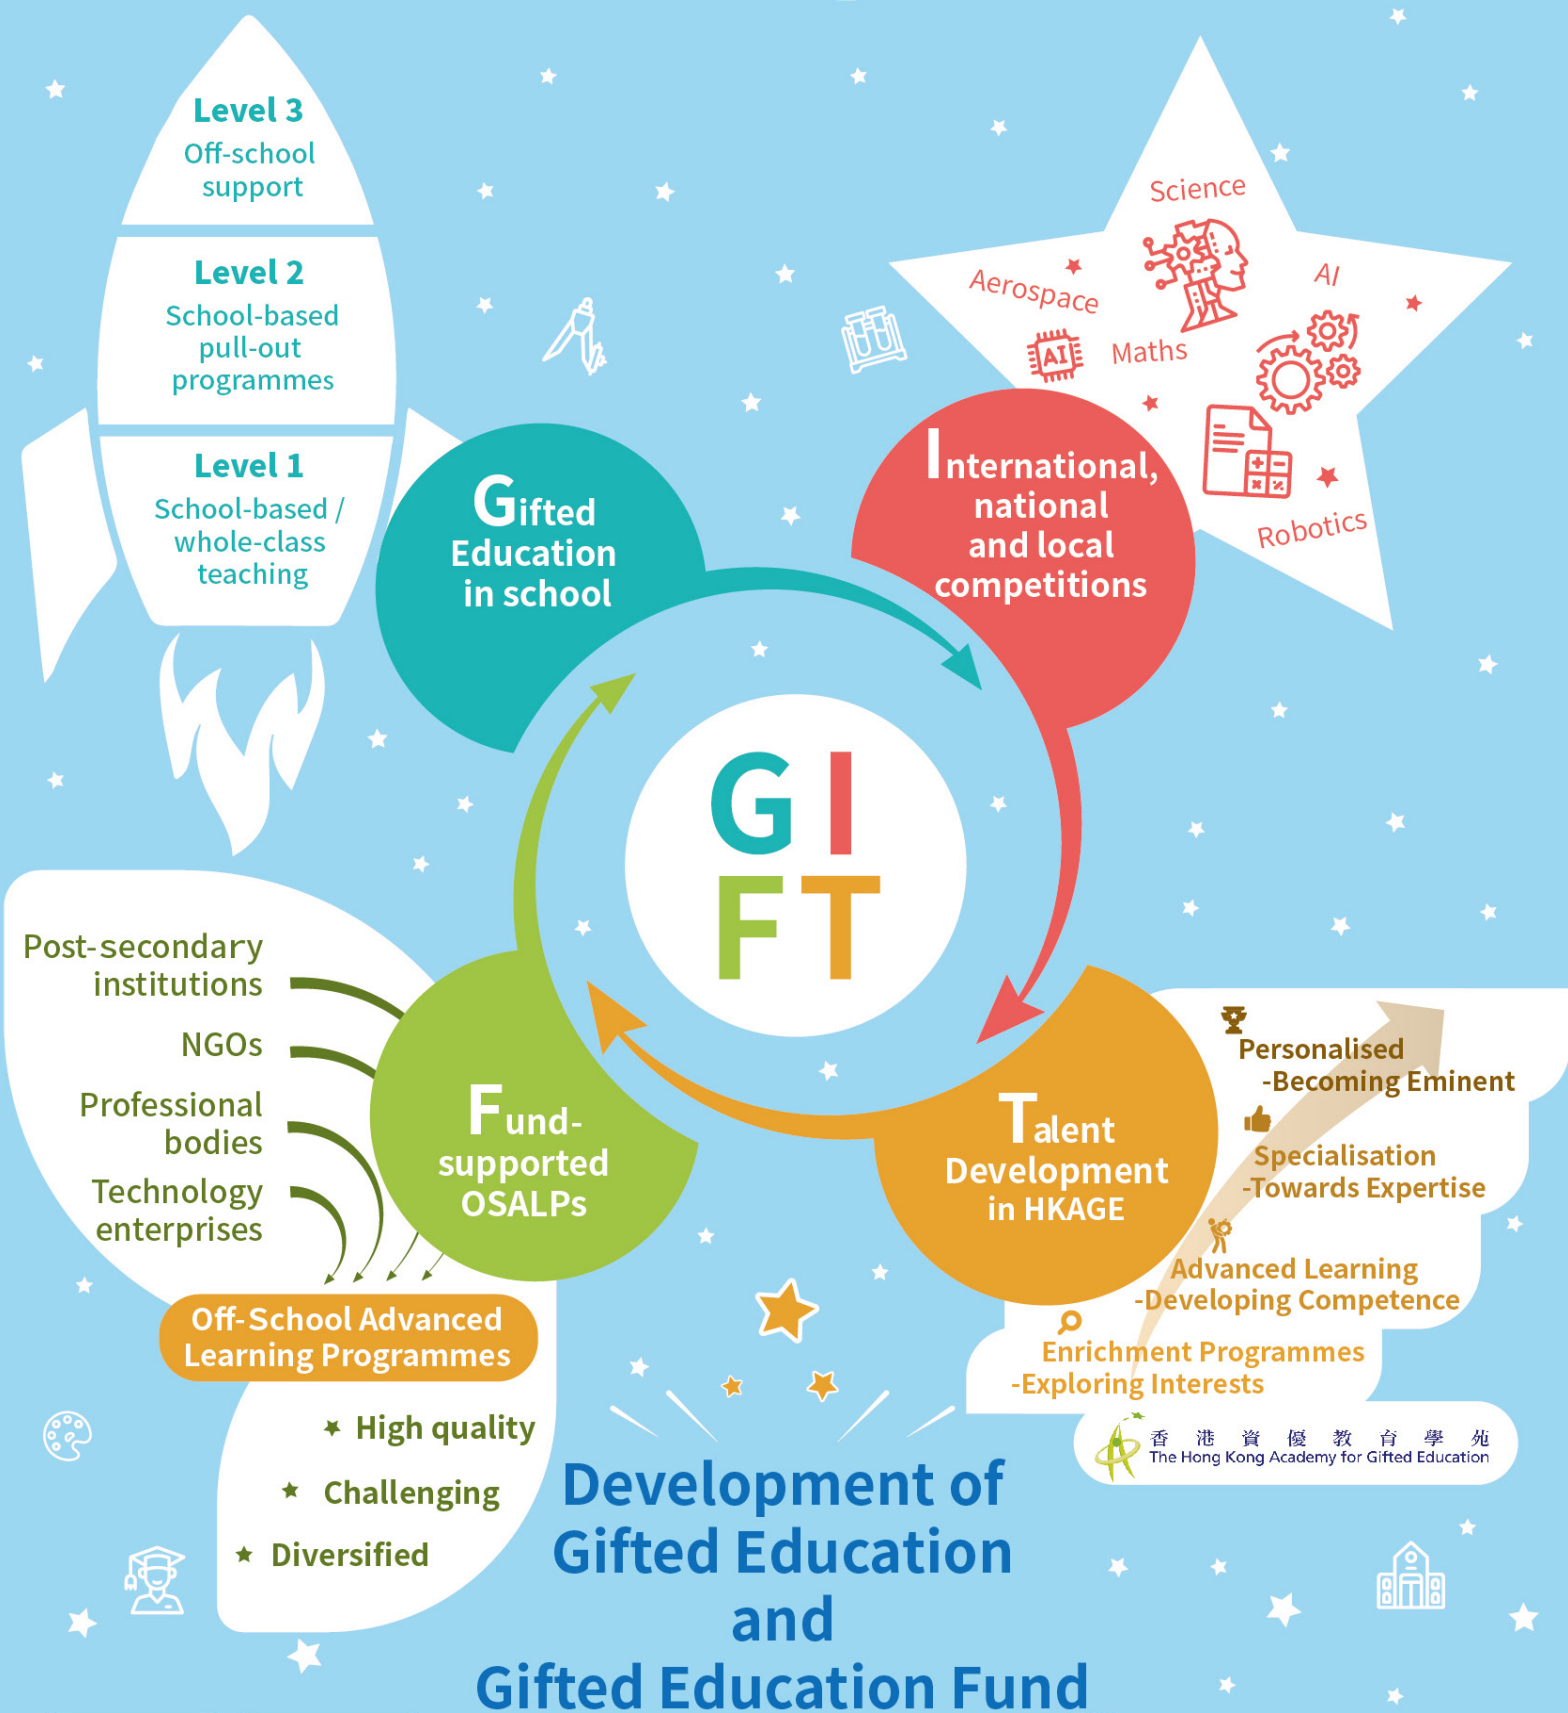 Level 3
Off-school
support
Level 2
School-based
pull-out
programmes
Level 1
School-based /
whole-class
teaching
Gifted
Education
in school
Science
Aerospace
AI
AI
Maths
Robotics
International,
national
and local
competitions
G I
F T
Post-secondary
institutions
NGOs
Professional
bodies
Technology
enterprises
Fund-
supported
OSALPs
Off-School Advanced
Learning Programmes
High quality
Challenging
Diversified
Talent
Development
in HKAGE
Personalised
-Becoming Eminent
Specialisation
-Towards Expertise
Advanced Learning
-Developing Competence
Enrichment Programmes
-Exploring Interests
香港資優教育學苑
The Hong Kong Academy for Gifted Education
Development of
Gifted Education
and
Gifted Education Fund